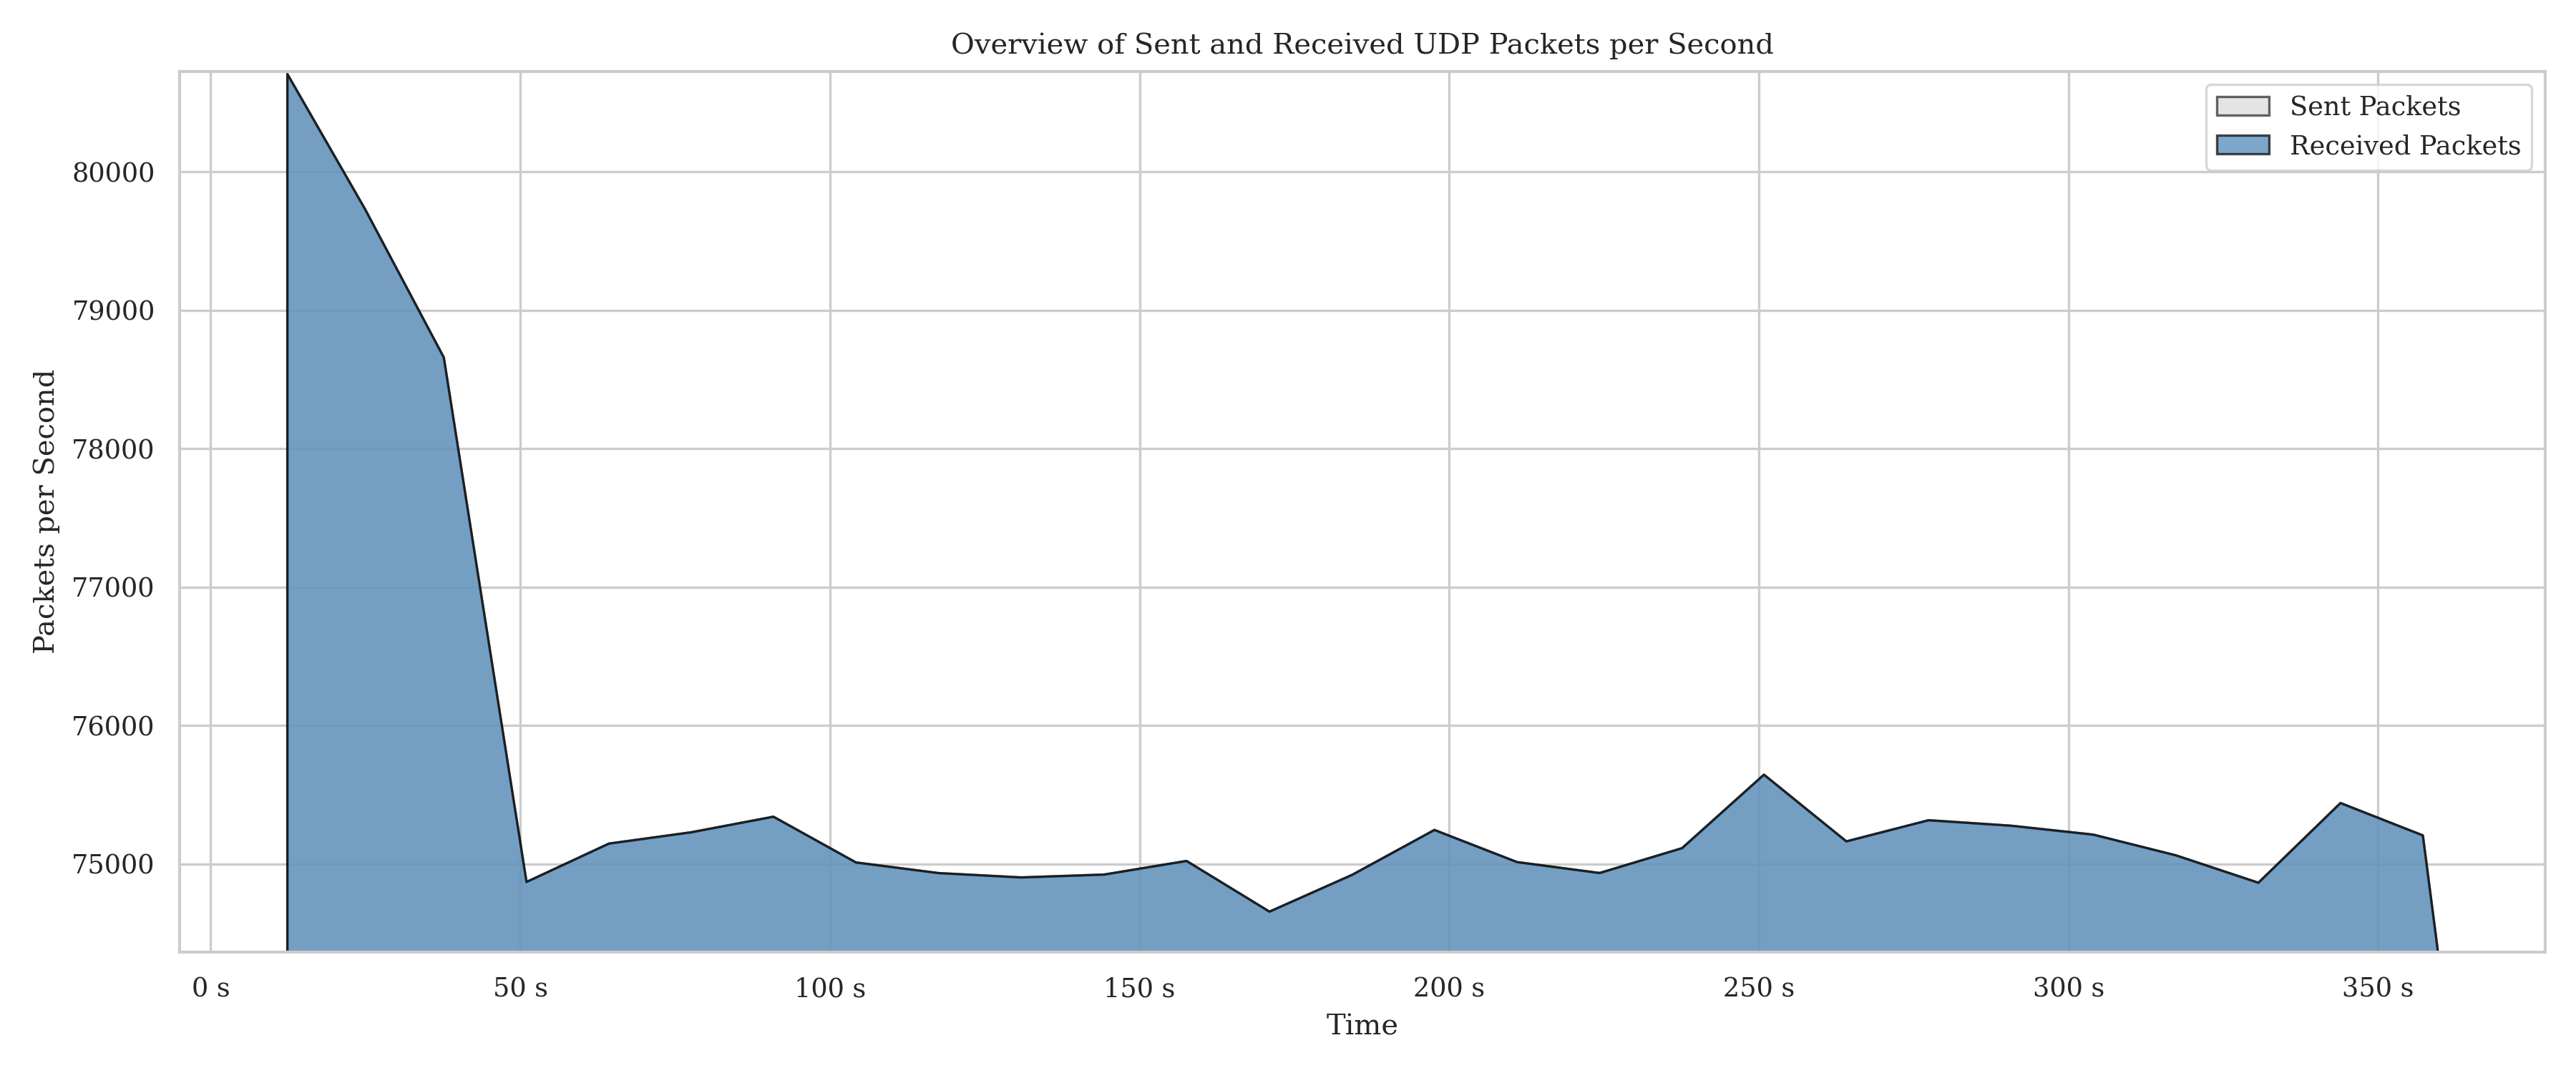 Overview of Sent and Received UDP Packets per Second
Sent Packets
Received Packets
80000
79000
78000
77000
76000
75000
Packets per Second
0 s
50 s
100 s
150 s
200 s
250 s
300 s
350 s
Time